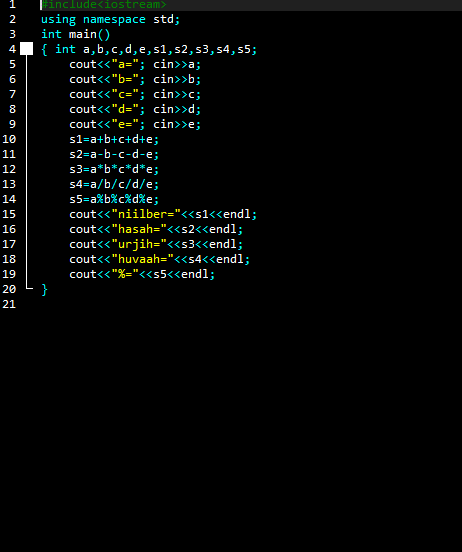 1 #include<iostream>
2 using namespace std;
3 int main()
4 { int a,b,c,d,e,s1,s2,s3,s4,s5;
5 cout<<"a="; cin>>a;
6 cout<<"b="; cin>>b;
7 cout<<"c="; cin>>c;
8 cout<<"d="; cin>>d;
9 cout<<"e="; cin>>e;
10 s1=a+b+c+d+e;
11 s2=a-b-c-d-e;
12 s3=a*b*c*d*e;
13 s4=a/b/c/d/e;
14 s5=a%b%c%d%e;
15 cout<<"niilber="<<s1<<endl;
16 cout<<"hasah="<<s2<<endl;
17 cout<<"urjih="<<s3<<endl;
18 cout<<"huvaah="<<s4<<endl;
19 cout<<"%="<<s5<<endl;
20 }
21